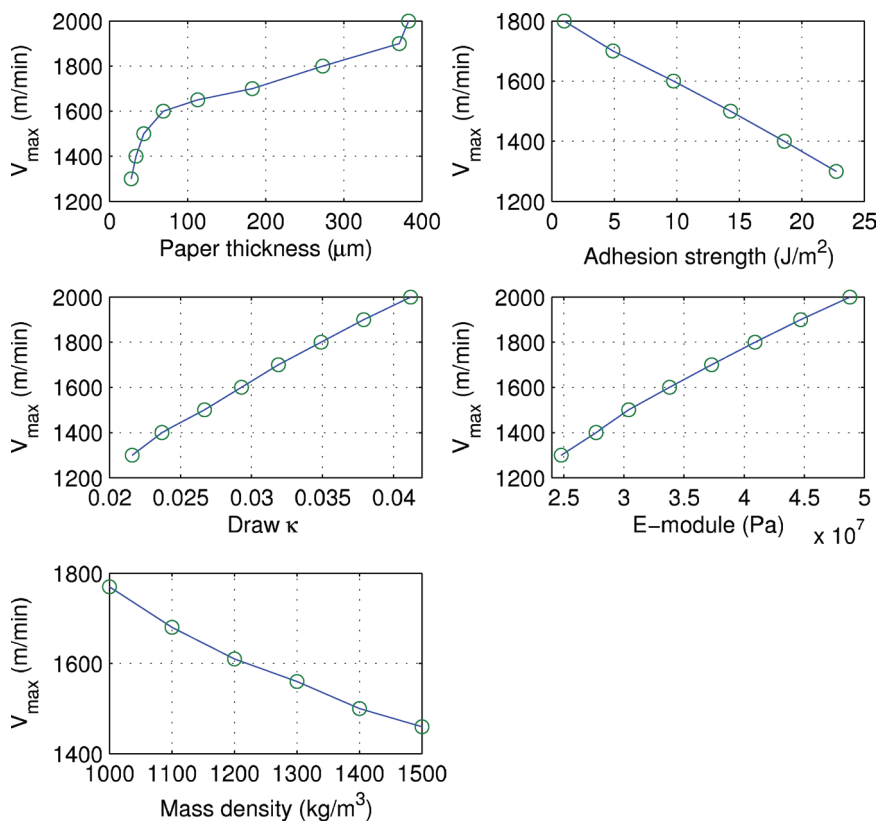 2000
1800
1600
1400
1200
V_max (m/min)
0 100 200 300 400
Paper thickness (μm)
1800
1600
1400
1200
V_max (m/min)
0 5 10 15 20 25
Adhesion strength (J/m²)
2000
1800
1600
1400
1200
V_max (m/min)
0.02 0.025 0.03 0.035 0.04
Draw κ
2000
1800
1600
1400
1200
V_max (m/min)
2.5 3 3.5 4 4.5 5
E−module (Pa)
x 10⁷
1800
1600
1400
V_max (m/min)
1000 1100 1200 1300 1400 1500
Mass density (kg/m³)